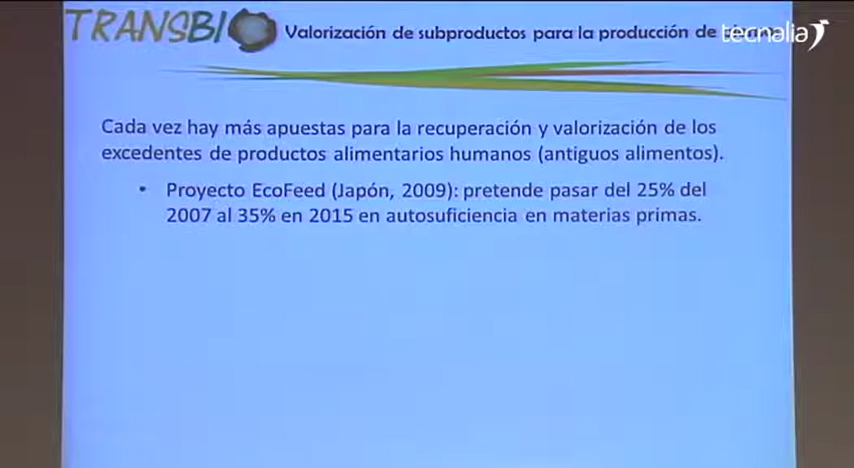 TRANSBIO
Valorización de subproductos para la producción de
tecnalia
Cada vez hay más apuestas para la recuperación y valorización de los
excedentes de productos alimentarios humanos (antiguos alimentos).
• Proyecto EcoFeed (Japón, 2009): pretende pasar del 25% del
2007 al 35% en 2015 en autosuficiencia en materias primas.